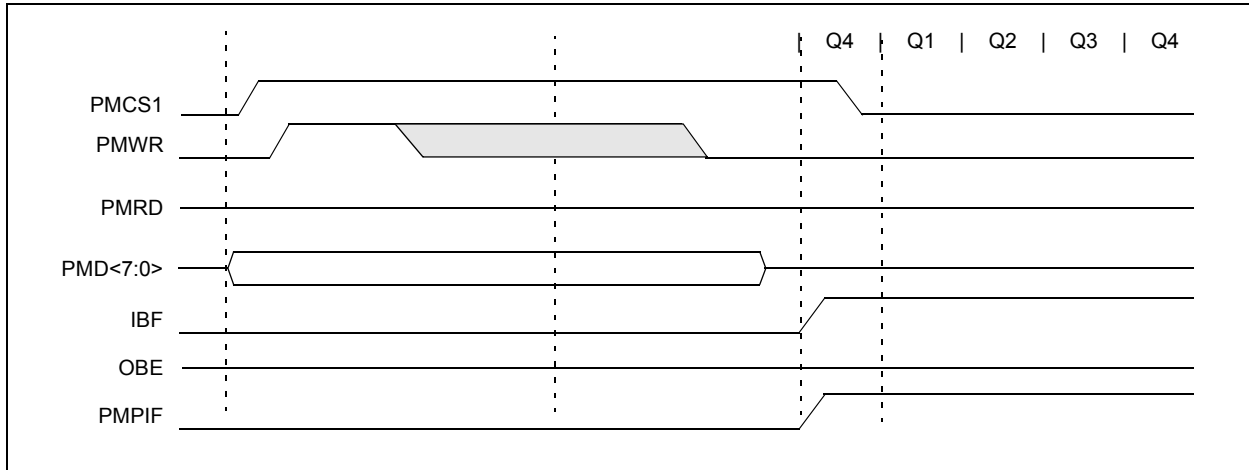 | Q4 | Q1 | Q2 | Q3 | Q4
PMCS1
PMWR
PMRD
PMD<7:0>
IBF
OBE
PMPIF